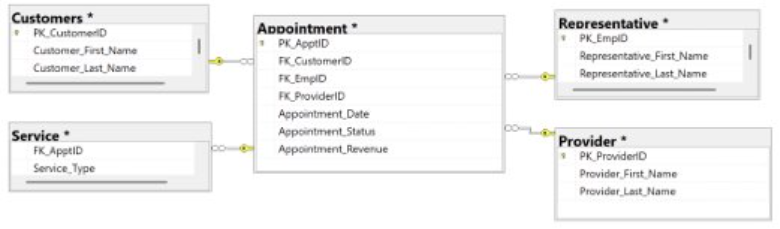 Customers *
PK_CustomerID
Customer_First_Name
Customer_Last_Name
Service *
FK_ApptID
Service_Type
Appointment *
PK_ApptID
FK_CustomerID
FK_EmpID
FK_ProviderID
Appointment_Date
Appointment_Status
Appointment_Revenue
Representative *
PK_EmpID
Representative_First_Name
Representative_Last_Name
Provider *
PK_ProviderID
Provider_First_Name
Provider_Last_Name